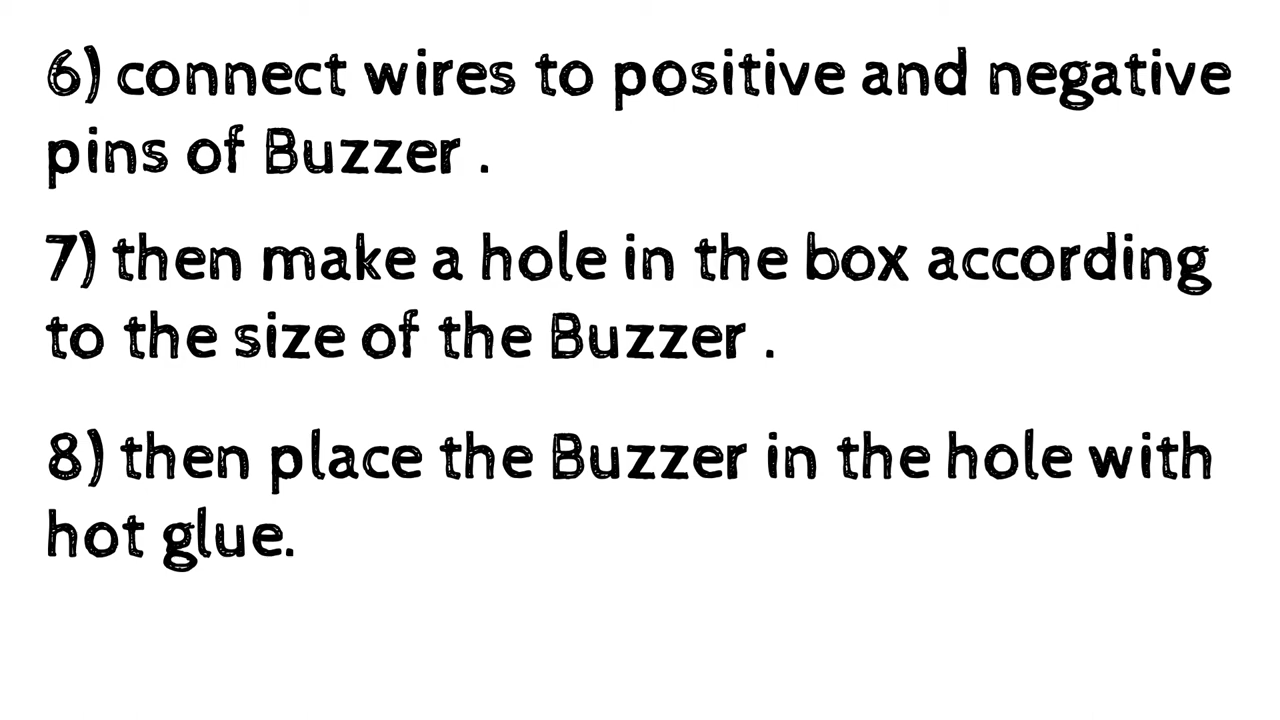 6) connect wires to positive and negative
pins of Buzzer .
7) then make a hole in the box according
to the size of the Buzzer .
8) then place the Buzzer in the hole with
hot glue.